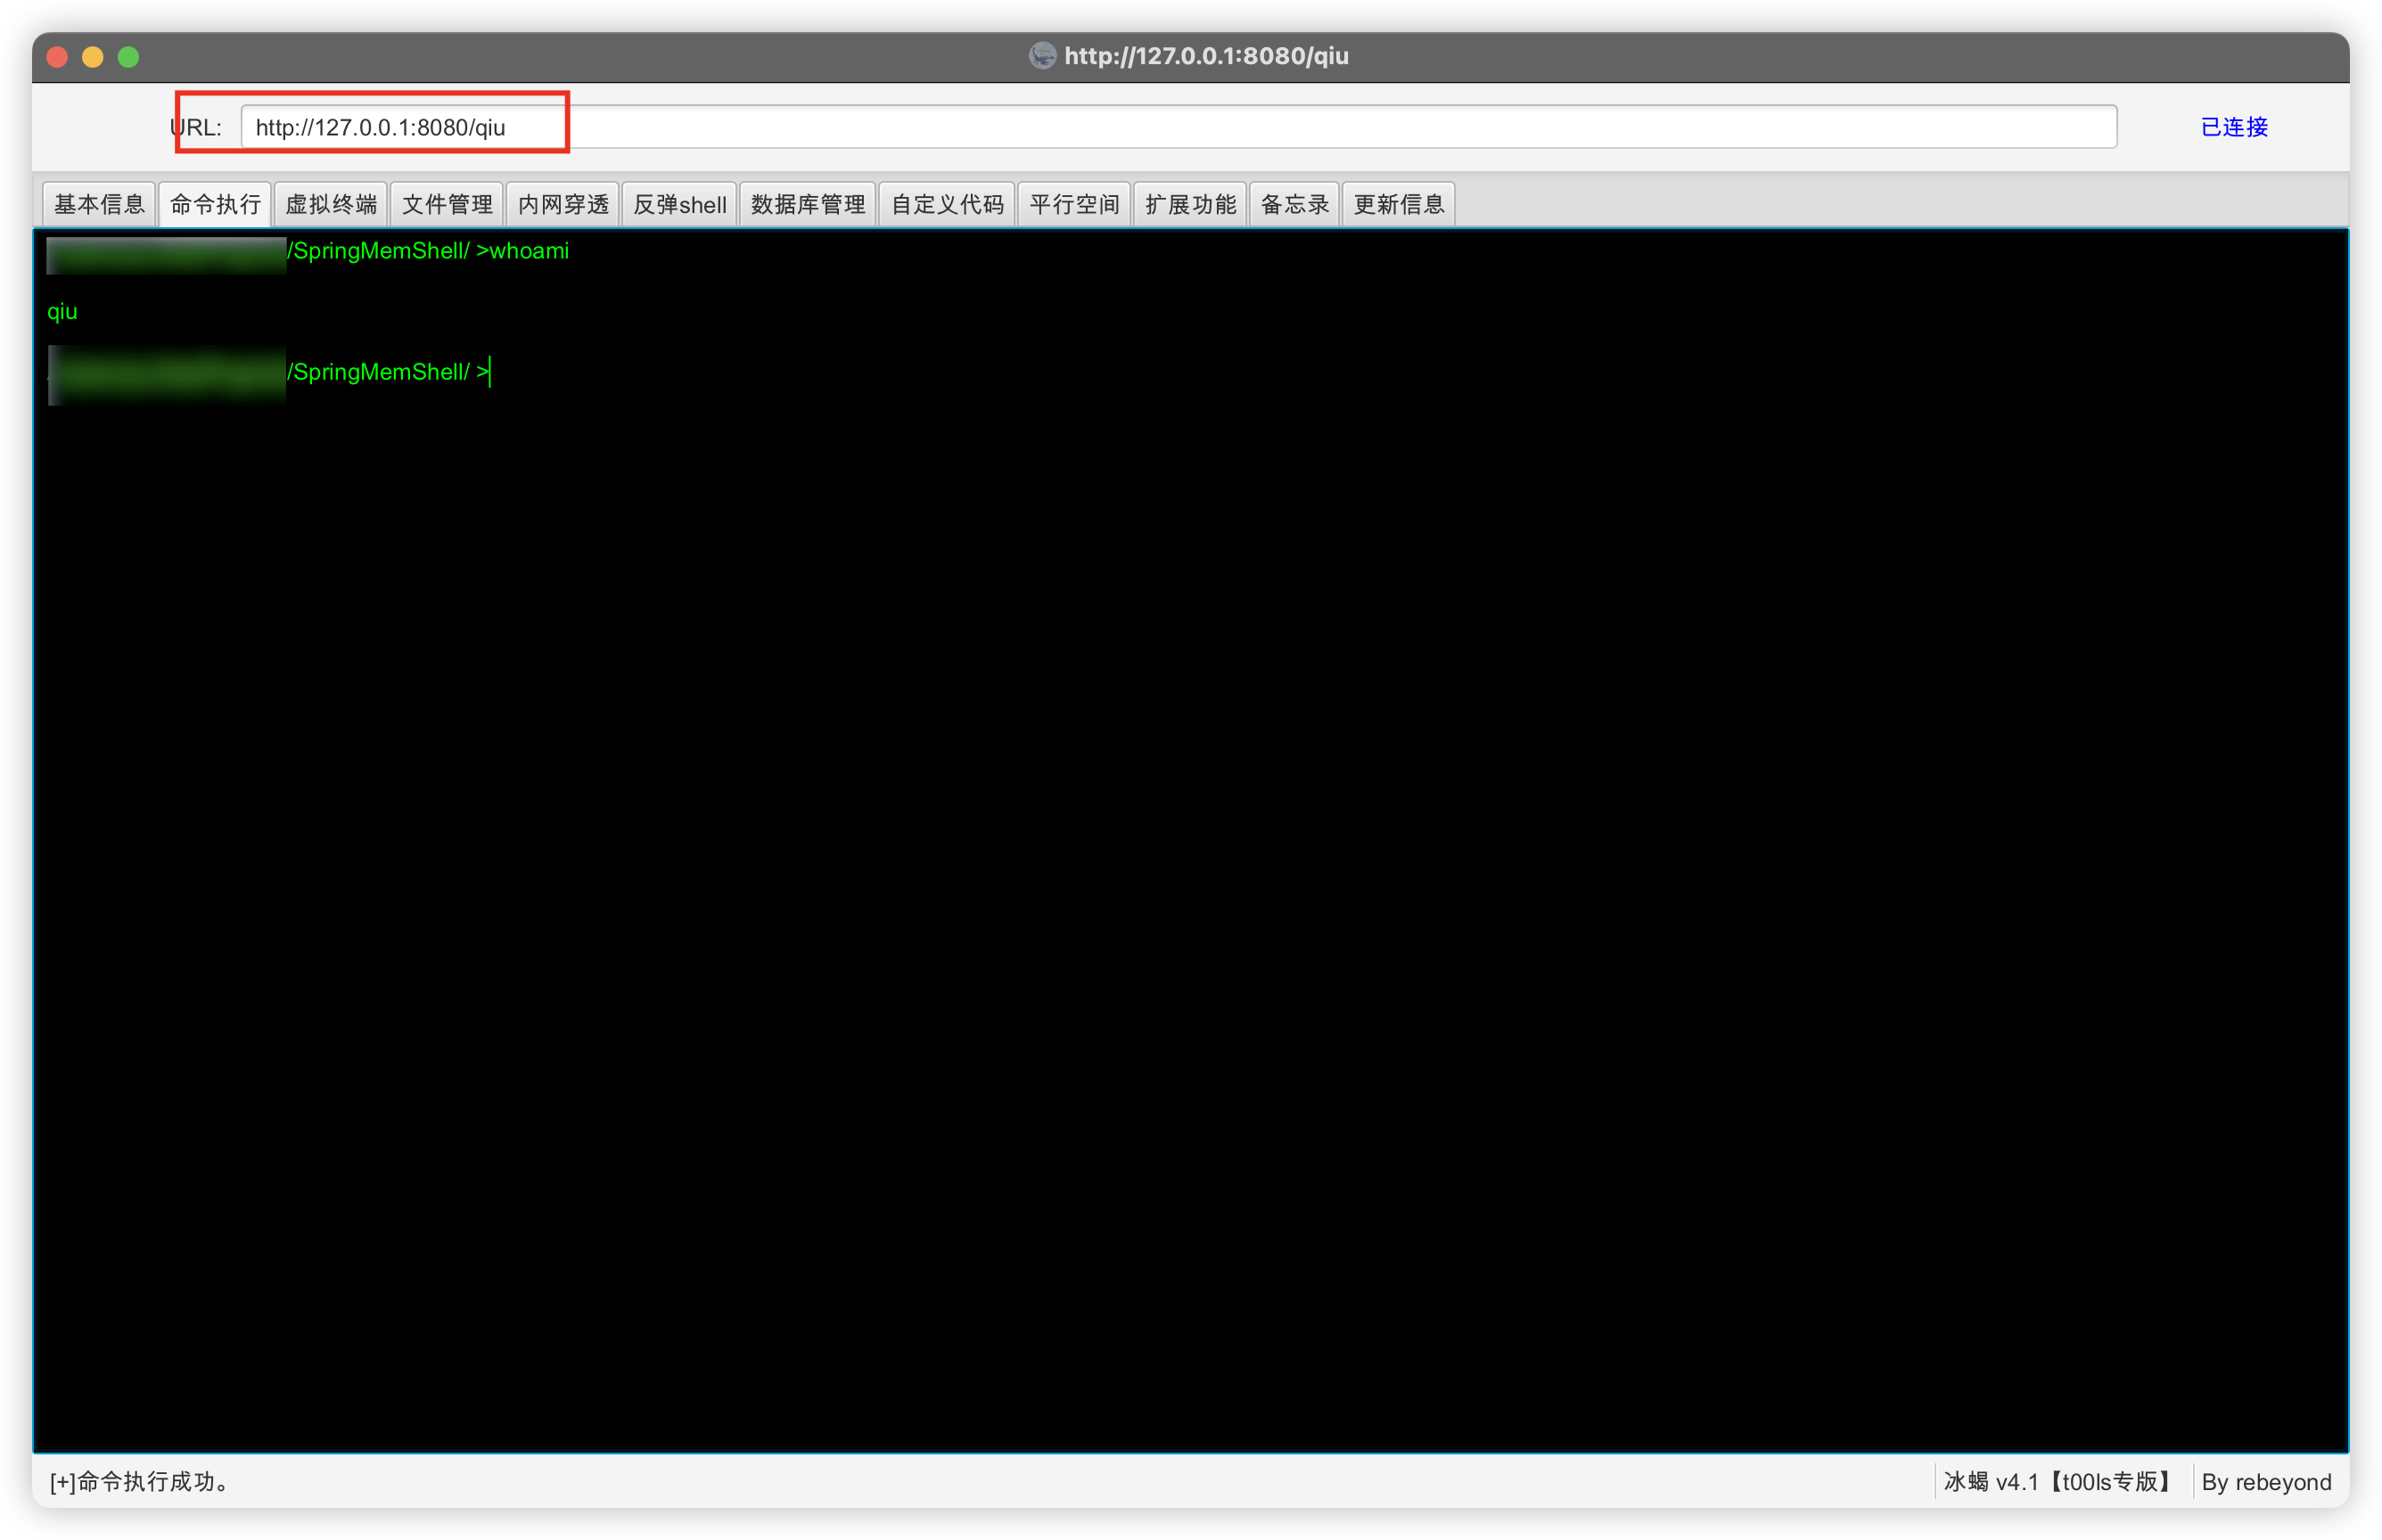 http://127.0.0.1:8080/qiu
URL: http://127.0.0.1:8080/qiu 已连接
基本信息 命令执行 虚拟终端 文件管理 内网穿透 反弹shell 数据库管理 自定义代码 平行空间 扩展功能 备忘录 更新信息
/SpringMemShell/ >whoami
qiu
/SpringMemShell/ >
[+]命令执行成功。 冰蝎 v4.1【t00ls专版】 By rebeyond